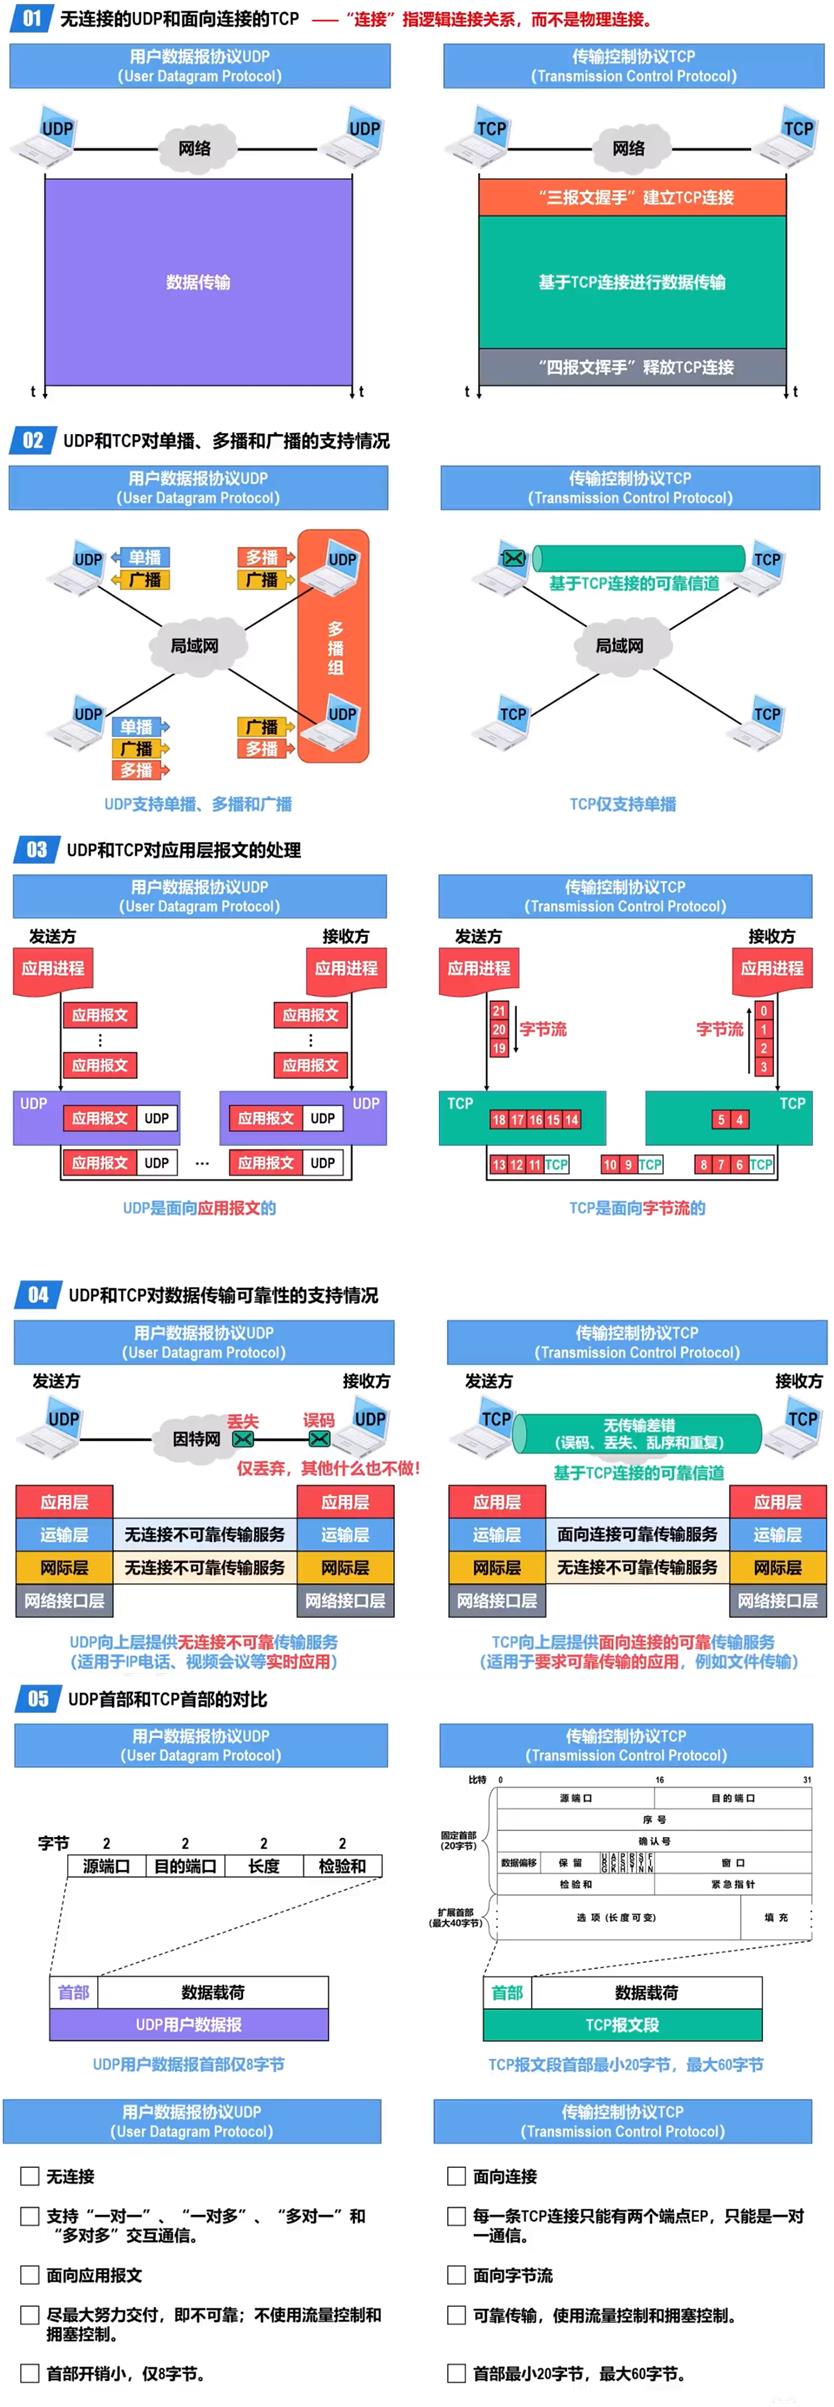 01 无连接的UDP和面向连接的TCP —— “连接”指逻辑连接关系，而不是物理连接。
用户数据报协议UDP
（User Datagram Protocol）
传输控制协议TCP
（Transmission Control Protocol）
UDP
网络
UDP
TCP
网络
TCP
数据传输
“三报文握手”建立TCP连接
基于TCP连接进行数据传输
“四报文挥手”释放TCP连接
t
t
t
t
02 UDP和TCP对单播、多播和广播的支持情况
用户数据报协议UDP
（User Datagram Protocol）
传输控制协议TCP
（Transmission Control Protocol）
UDP
单播
广播
多播
广播
UDP
多播组
局域网
UDP
单播
广播
多播
广播
多播
UDP
UDP支持单播、多播和广播
基于TCP连接的可靠信道
TCP
局域网
TCP
TCP
TCP仅支持单播
03 UDP和TCP对应用层报文的处理
用户数据报协议UDP
（User Datagram Protocol）
传输控制协议TCP
（Transmission Control Protocol）
发送方
接收方
应用进程
应用进程
应用报文
应用报文
应用报文
应用报文
UDP
应用报文 UDP
应用报文 UDP
UDP
应用报文 UDP
...
应用报文 UDP
UDP是面向应用报文的
发送方
接收方
应用进程
应用进程
21
20
19
字节流
字节流
0
1
2
3
TCP
18 17 16 15 14
5 4
TCP
13 12 11 TCP
10 9 TCP
8 7 6 TCP
TCP是面向字节流的
04 UDP和TCP对数据传输可靠性的支持情况
用户数据报协议UDP
（User Datagram Protocol）
传输控制协议TCP
（Transmission Control Protocol）
发送方
接收方
UDP
因特网
丢失
误码
UDP
仅丢弃，其他什么也不做！
应用层
应用层
运输层 无连接不可靠传输服务 运输层
网际层 无连接不可靠传输服务 网际层
网络接口层
网络接口层
UDP向上层提供无连接不可靠传输服务
（适用于IP电话、视频会议等实时应用）
发送方
接收方
TCP
无传输差错
（误码、丢失、乱序和重复）
TCP
基于TCP连接的可靠信道
应用层
应用层
运输层 面向连接可靠传输服务 运输层
网际层 无连接不可靠传输服务 网际层
网络接口层
网络接口层
TCP向上层提供面向连接的可靠传输服务
（适用于要求可靠传输的应用，例如文件传输）
05 UDP首部和TCP首部的对比
用户数据报协议UDP
（User Datagram Protocol）
传输控制协议TCP
（Transmission Control Protocol）
字节 2 2 2 2
源端口 目的端口 长度 检验和
首部 数据载荷
UDP用户数据报
UDP用户数据报首部仅8字节
比特 0 16 31
源端口 目的端口
序号
固定首部
（20字节）
确认号
数据偏移 保留 URG ACK PSH RST SYN FIN 窗口
检验和 紧急指针
扩展首部
（最大40字节）
选项（长度可变） 填充
首部 数据载荷
TCP报文段
TCP报文段首部最小20字节，最大60字节
用户数据报协议UDP
（User Datagram Protocol）
传输控制协议TCP
（Transmission Control Protocol）
无连接
支持“一对一”、“一对多”、“多对一”和
“多对多”交互通信。
面向应用报文
尽最大努力交付，即不可靠；不使用流量控制和
拥塞控制。
首部开销小，仅8字节。
面向连接
每一条TCP连接只能有两个端点EP，只能是一对
一通信。
面向字节流
可靠传输，使用流量控制和拥塞控制。
首部最小20字节，最大60字节。